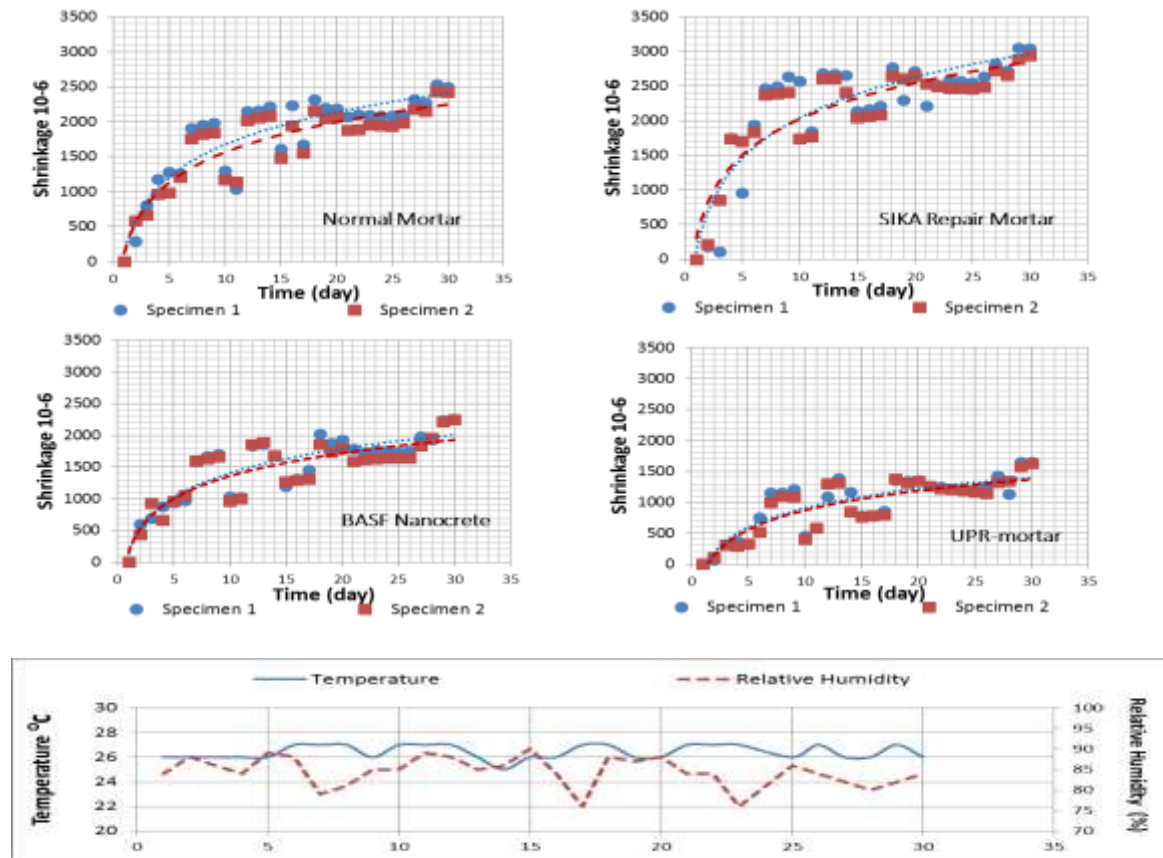 3500
3000
2500
2000
1500
1000
500
0
Shrinkage 10-6
Normal Mortar
0 5 10 15 20 25 30 35
Time (day)
Specimen 1 Specimen 2
3500
3000
2500
2000
1500
1000
500
0
Shrinkage 10-6
SIKA Repair Mortar
0 5 10 15 20 25 30 35
Time (day)
Specimen 1 Specimen 2
3500
3000
2500
2000
1500
1000
500
0
Shrinkage 10-6
BASF Nanocrete
0 5 10 15 20 25 30 35
Time (day)
Specimen 1 Specimen 2
3500
3000
2500
2000
1500
1000
500
0
Shrinkage 10-6
UPR-mortar
0 5 10 15 20 25 30 35
Time (day)
Specimen 1 Specimen 2
Temperature Relative Humidity
Temperature ⁰C
30
28
26
24
22
20
100
95
90
85
80
75
70
Relative Humidity (%)
0 5 10 15 20 25 30 35